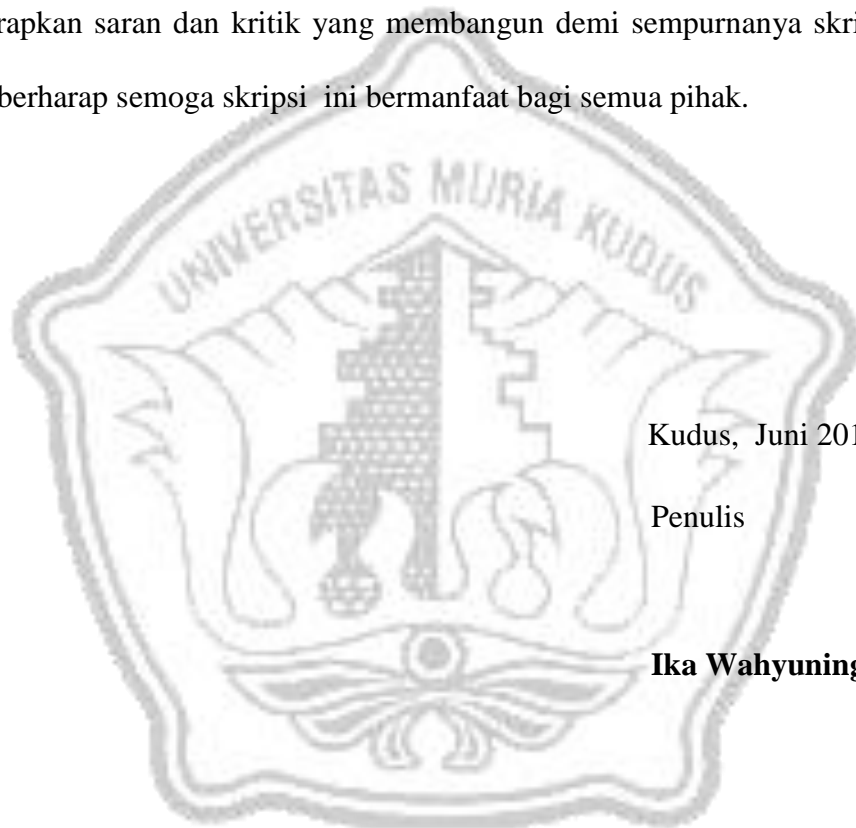 rapkan saran dan kritik yang membangun demi sempurnanya skri
berharap semoga skripsi ini bermanfaat bagi semua pihak.
UNIVERSITAS MURIA KUDUS
Kudus, Juni 201
Penulis
Ika Wahyuning